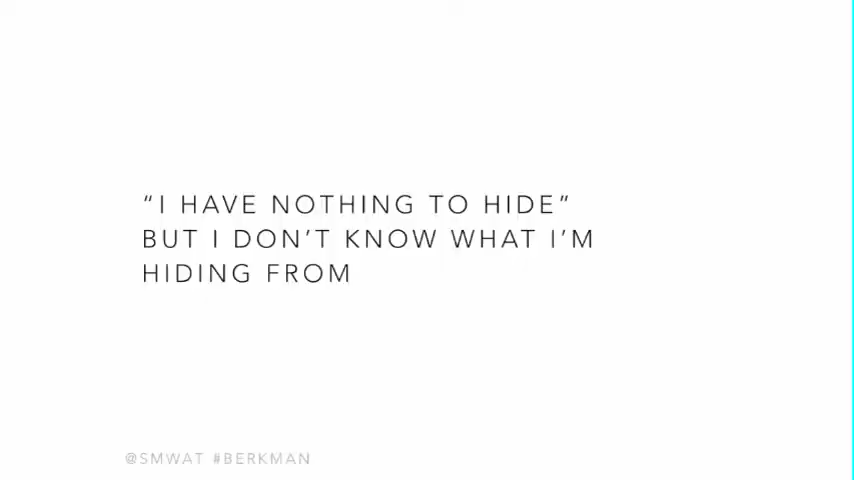 “I HAVE NOTHING TO HIDE”
BUT I DON’T KNOW WHAT I’M
HIDING FROM
@SMWAT #BERKMAN